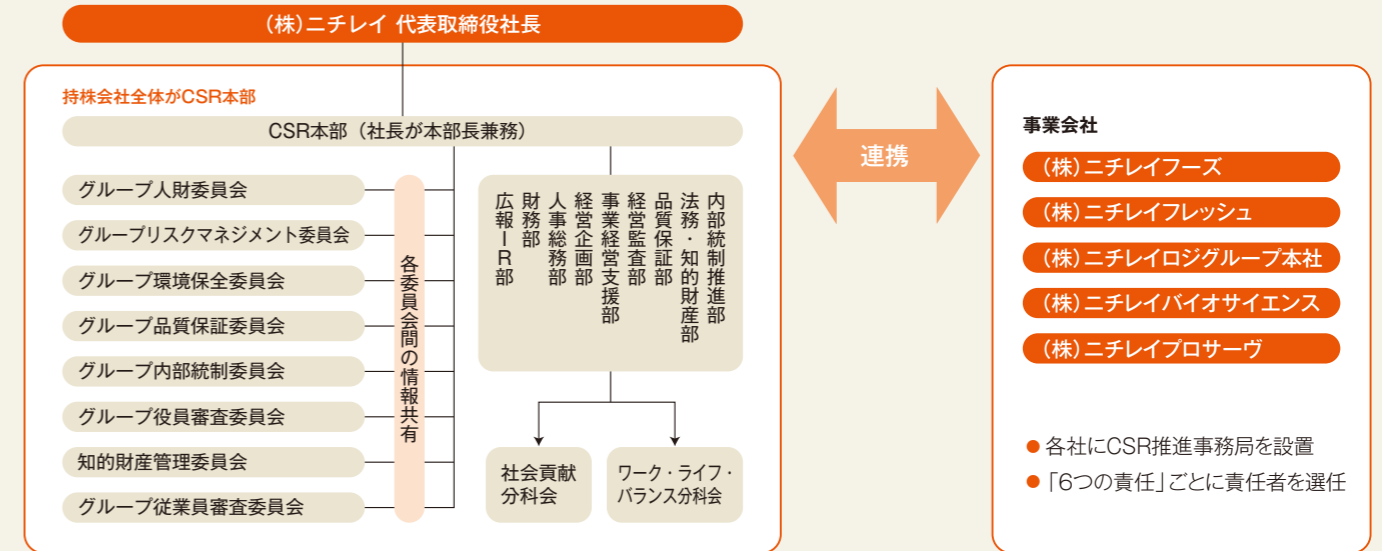 (株)ニチレイ 代表取締役社長
持株会社全体がCSR本部
CSR本部（社長が本部長兼務）
グループ人財委員会
グループリスクマネジメント委員会
グループ環境保全委員会
グループ品質保証委員会
グループ内部統制委員会
グループ役員審査委員会
知的財産管理委員会
グループ従業員審査委員会
各委員会間の情報共有
内部統制推進部
法務・知的財産部
品質保証部
経営監査部
事業経営支援部
経営企画部
人事総務部
財務部
広報IR部
社会貢献
分科会
ワーク・ライフ・
バランス分科会
連携
事業会社
(株)ニチレイフーズ
(株)ニチレイフレッシュ
(株)ニチレイロジグループ本社
(株)ニチレイバイオサイエンス
(株)ニチレイプロサーヴ
●各社にCSR推進事務局を設置
●「6つの責任」ごとに責任者を選任